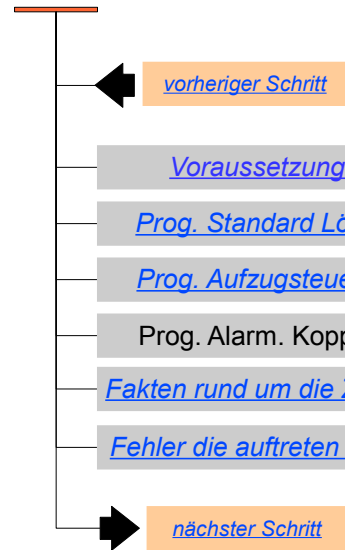 vorheriger Schritt
Voraussetzung
Prog. Standard Lö
Prog. Aufzugsteue
Prog. Alarm. Kopp
Fakten rund um die
Fehler die auftreten
nächster Schritt